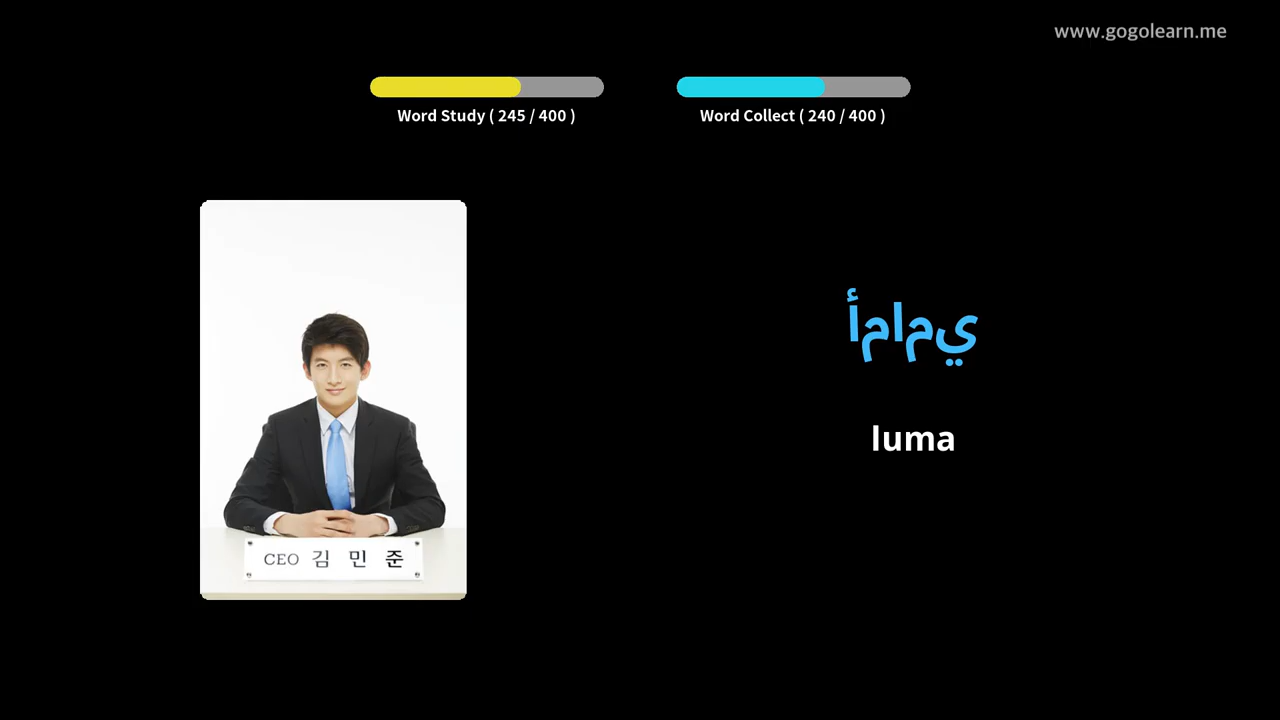 www.gogolearn.me
Word Study ( 245 / 400 )
Word Collect ( 240 / 400 )
أمامي
luma
CEO 김 민 준